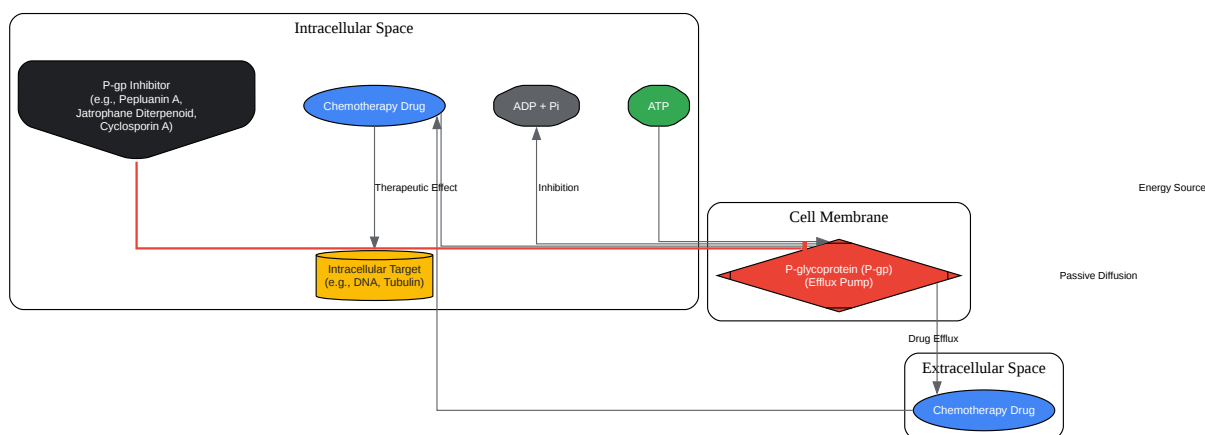 Intracellular Space
P-gp Inhibitor
(e.g., Pepluanin A,
Jatrophane Diterpenoid,
Cyclosporin A)
Chemotherapy Drug
ADP + Pi
ATP
Therapeutic Effect
Inhibition
Energy Source
Cell Membrane
P-glycoprotein (P-gp)
(Efflux Pump)
Intracellular Target
(e.g., DNA, Tubulin)
Passive Diffusion
Drug Efflux
Extracellular Space
Chemotherapy Drug